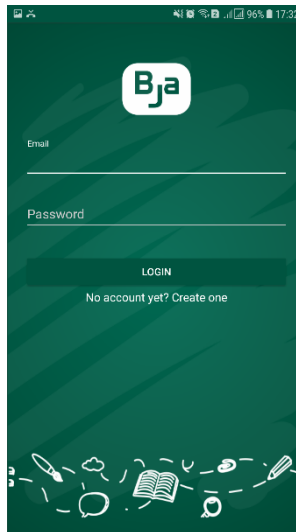 96% 17:32
Bja
Email
Password
LOGIN
No account yet? Create one